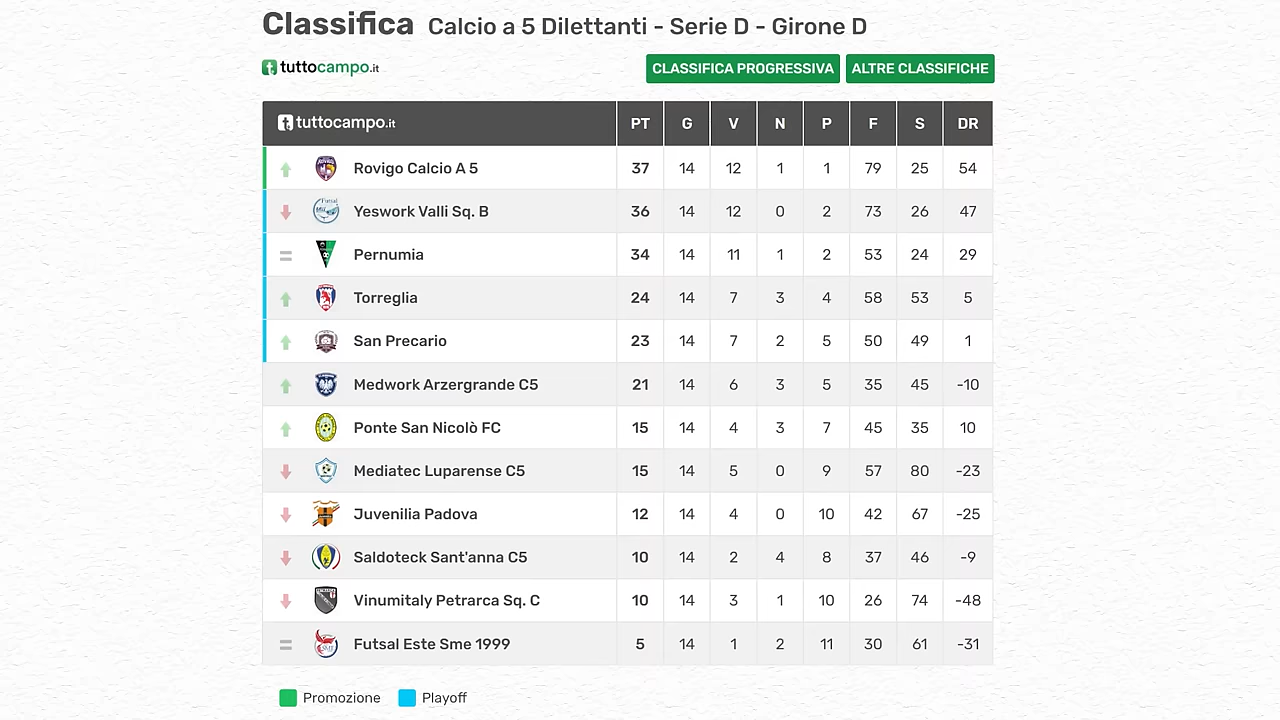 Classifica Calcio a 5 Dilettanti - Serie D - Girone D
tuttocampo.it CLASSIFICA PROGRESSIVA ALTRE CLASSIFICHE
tuttocampo.it PT G V N P F S DR
Rovigo Calcio A 5 37 14 12 1 1 79 25 54
Yeswork Valli Sq. B 36 14 12 0 2 73 26 47
Pernumia 34 14 11 1 2 53 24 29
Torreglia 24 14 7 3 4 58 53 5
San Precario 23 14 7 2 5 50 49 1
Medwork Arzergrande C5 21 14 6 3 5 35 45 -10
Ponte San Nicolò FC 15 14 4 3 7 45 35 10
Mediatec Luparense C5 15 14 5 0 9 57 80 -23
Juvenilia Padova 12 14 4 0 10 42 67 -25
Saldoteck Sant'anna C5 10 14 2 4 8 37 46 -9
Vinumitaly Petrarca Sq. C 10 14 3 1 10 26 74 -48
Futsal Este Sme 1999 5 14 1 2 11 30 61 -31
Promozione Playoff